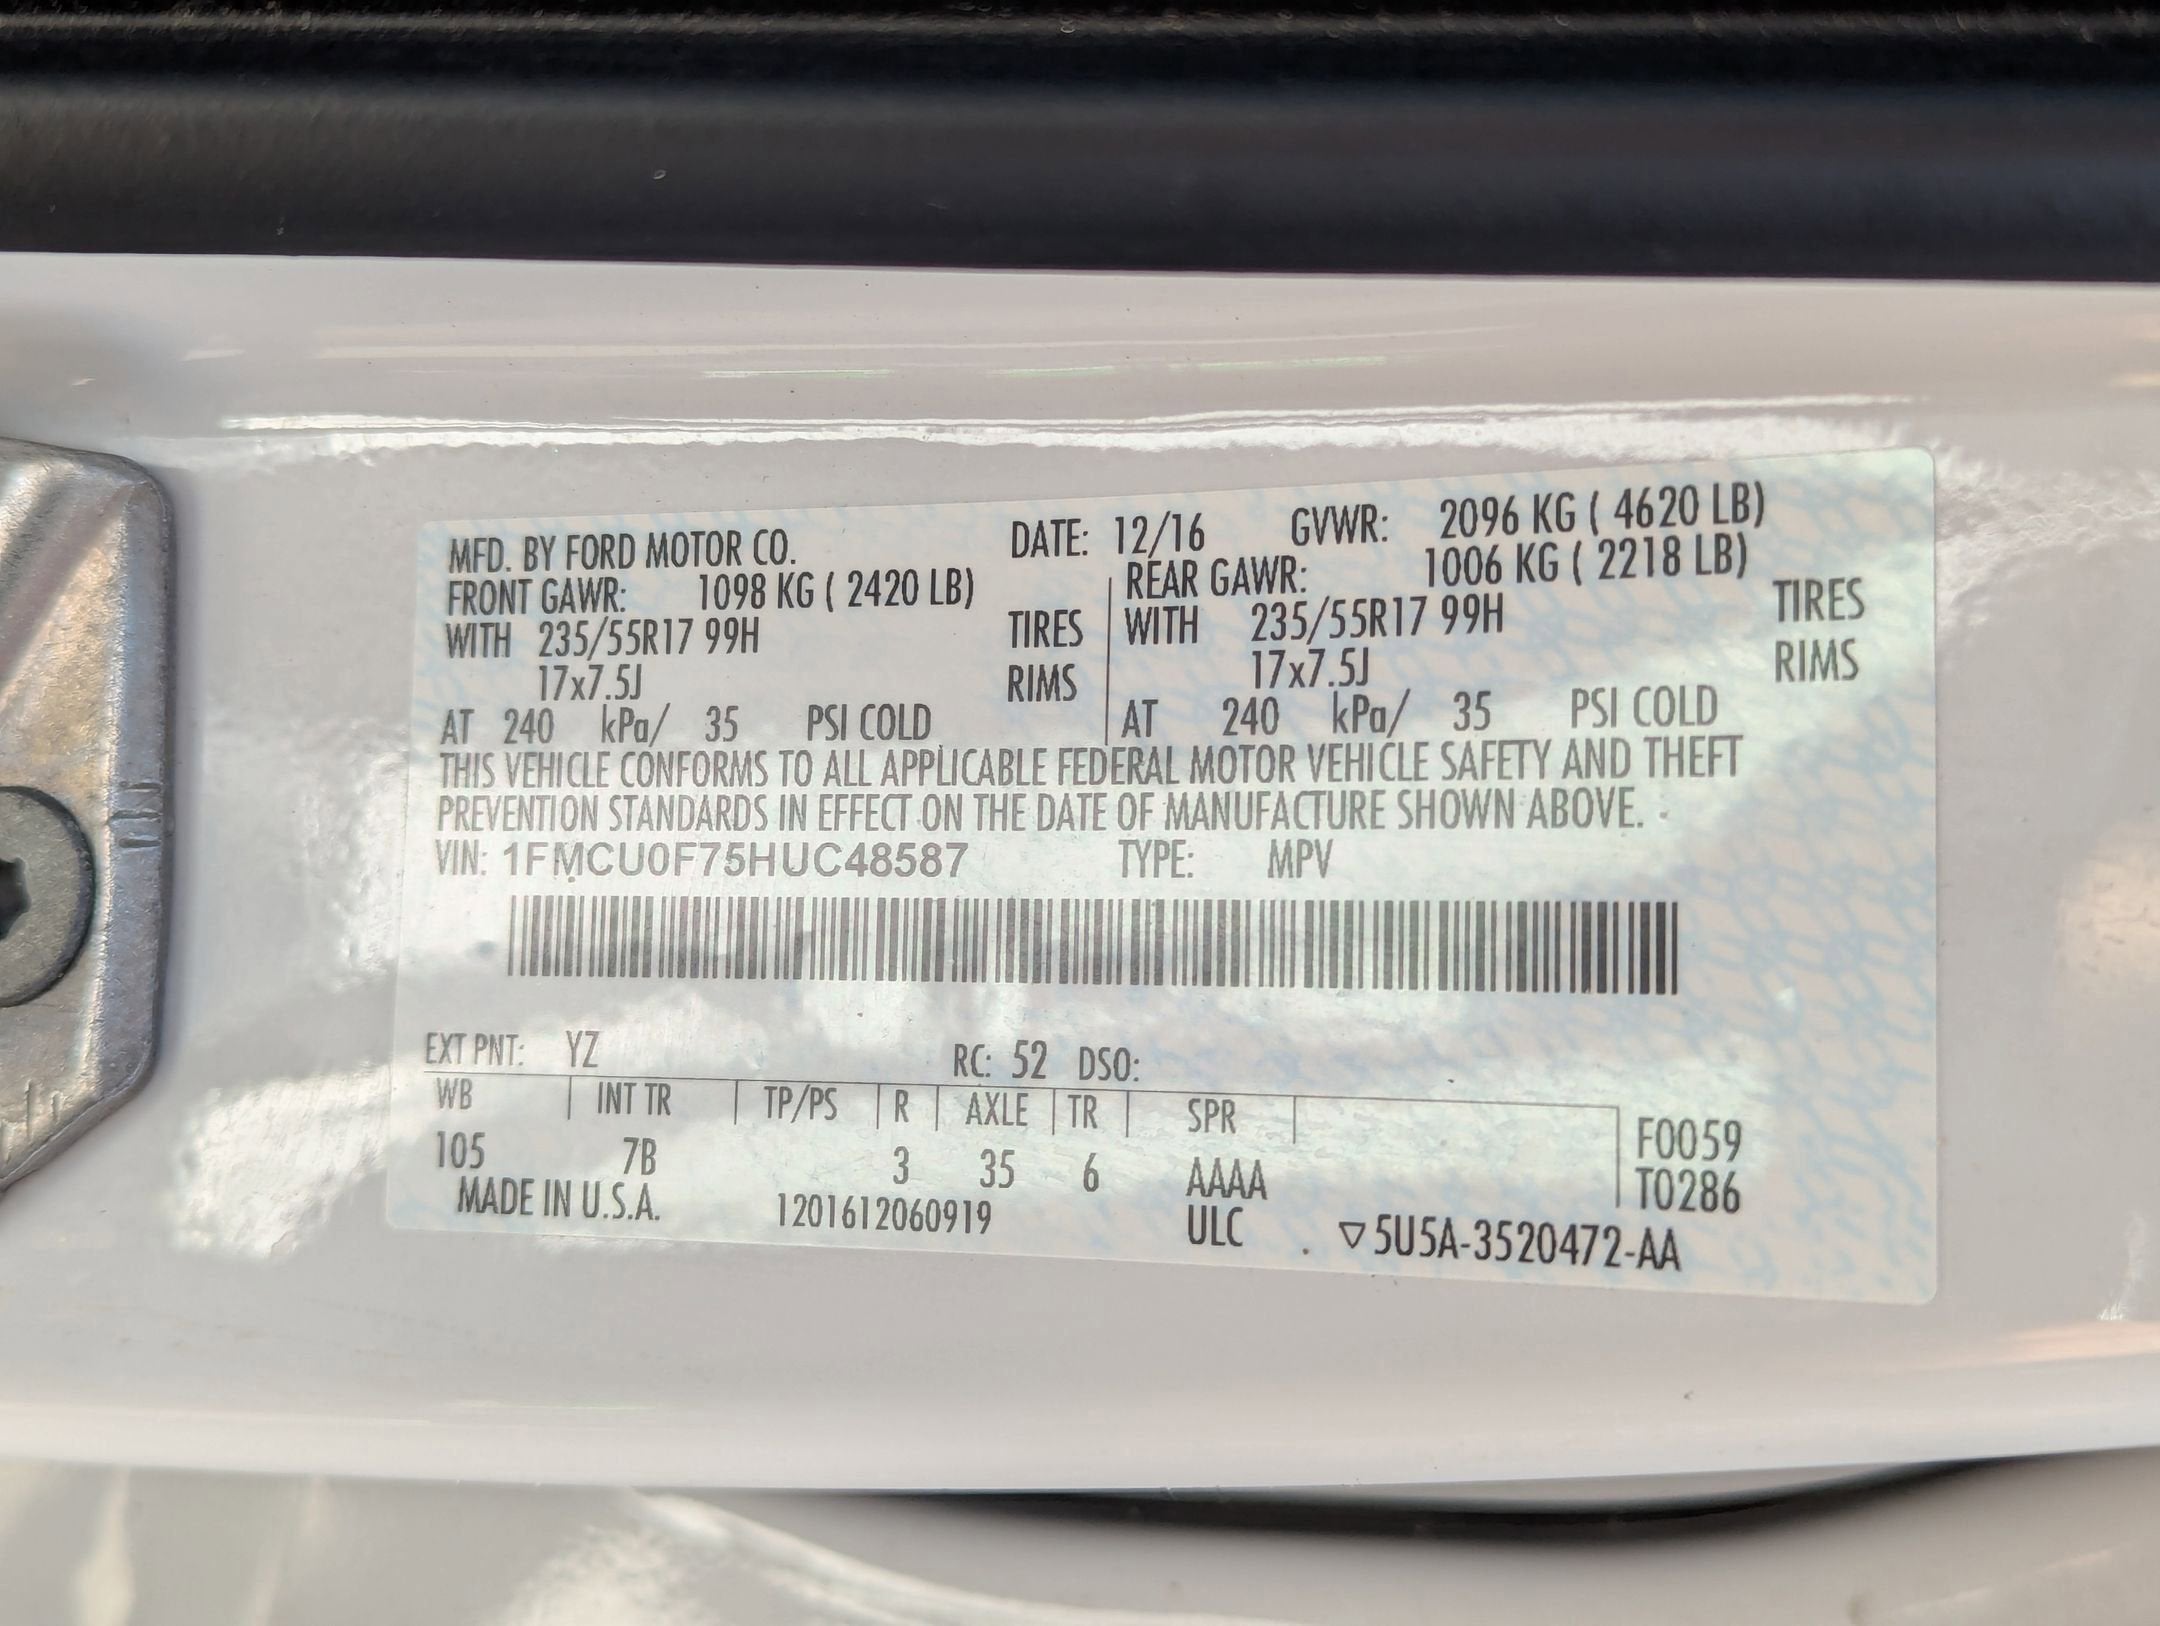 MFD. BY FORD MOTOR CO. DATE: 12/16 GVWR: 2096 KG ( 4620 LB)
FRONT GAWR: 1098 KG ( 2420 LB) REAR GAWR: 1006 KG ( 2218 LB)
WITH 235/55R17 99H TIRES WITH 235/55R17 99H TIRES
17x7.5J RIMS 17x7.5J RIMS
AT 240 kPa/ 35 PSI COLD AT 240 kPa/ 35 PSI COLD
THIS VEHICLE CONFORMS TO ALL APPLICABLE FEDERAL MOTOR VEHICLE SAFETY AND THEFT
PREVENTION STANDARDS IN EFFECT ON THE DATE OF MANUFACTURE SHOWN ABOVE.
VIN: 1FMCU0F75HUC48587 TYPE: MPV
EXT PNT: YZ RC: 52 DSO:
WB INT TR TP/PS R AXLE TR SPR F0059
105 7B 3 35 6 AAAA T0286
MADE IN U.S.A. 1201612060919 ULC ▽5U5A-3520472-AA